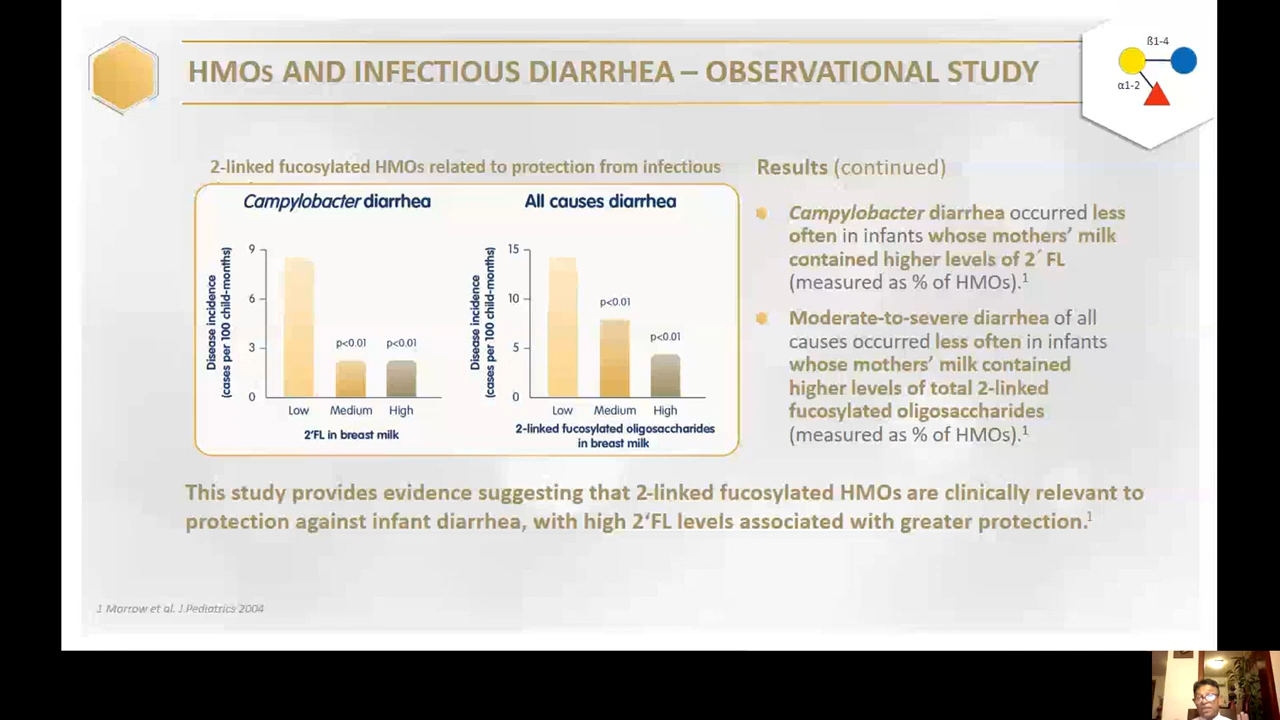 HMOs AND INFECTIOUS DIARRHEA – OBSERVATIONAL STUDY
ß1-4
α1-2
2-linked fucosylated HMOs related to protection from infectious
Campylobacter diarrhea
Disease incidence
(cases per 100 child-months)
9
6
3
0
p<0.01
p<0.01
Low
Medium
High
2'FL in breast milk
All causes diarrhea
Disease incidence
(cases per 100 child-months)
15
10
5
0
p<0.01
p<0.01
Low
Medium
High
2-linked fucosylated oligosaccharides
in breast milk
Results (continued)
Campylobacter diarrhea occurred less
often in infants whose mothers’ milk
contained higher levels of 2´ FL
(measured as % of HMOs).1
Moderate-to-severe diarrhea of all
causes occurred less often in infants
whose mothers’ milk contained
higher levels of total 2-linked
fucosylated oligosaccharides
(measured as % of HMOs).1
This study provides evidence suggesting that 2-linked fucosylated HMOs are clinically relevant to
protection against infant diarrhea, with high 2’FL levels associated with greater protection.1
1 Morrow et al. J.Pediatrics 2004